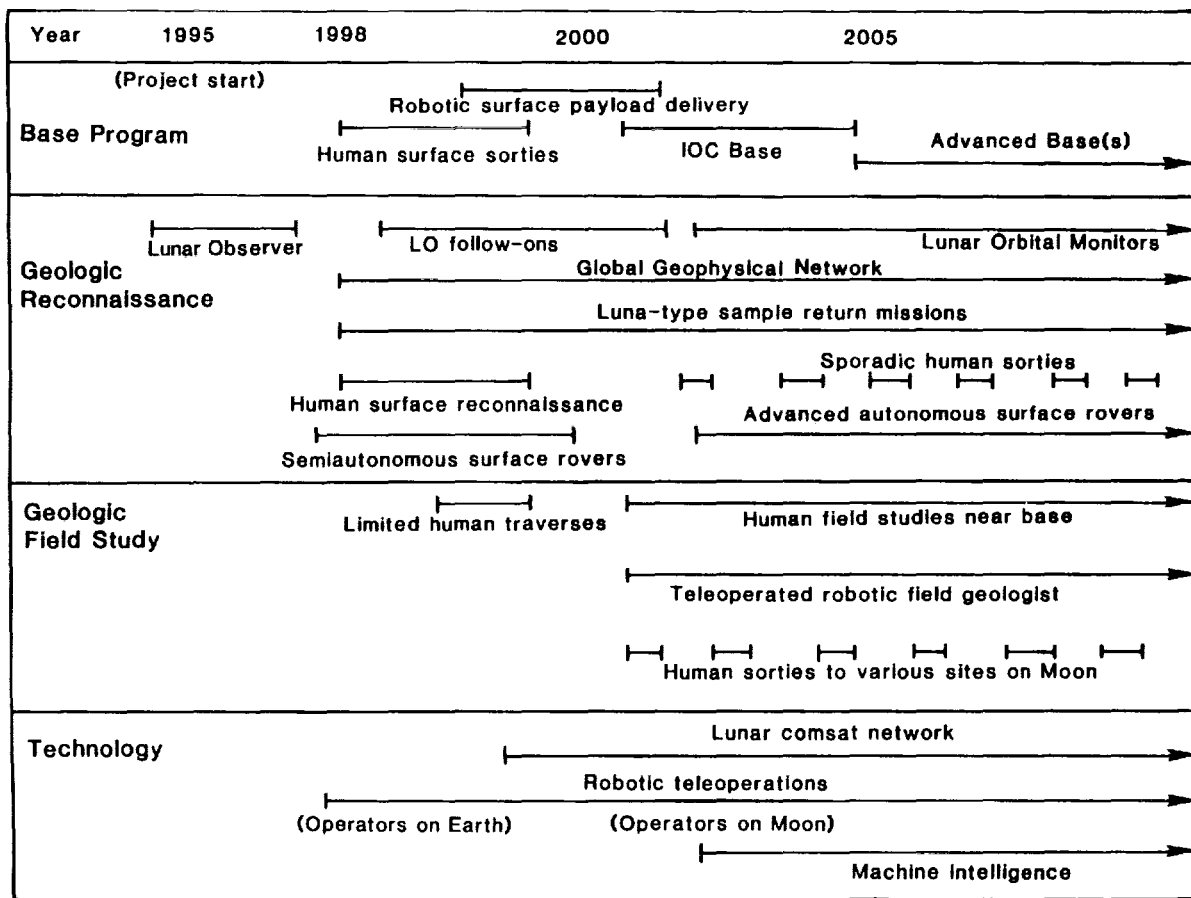 Year 1995 1998 2000 2005
(Project start)
Robotic surface payload delivery
Base Program
Human surface sorties
IOC Base
Advanced Base(s)
Lunar Observer
LO follow-ons
Lunar Orbital Monitors
Geologic
Reconnaissance
Global Geophysical Network
Luna-type sample return missions
Sporadic human sorties
Human surface reconnaissance
Advanced autonomous surface rovers
Semiautonomous surface rovers
Geologic
Field Study
Limited human traverses
Human field studies near base
Teleoperated robotic field geologist
Human sorties to various sites on Moon
Technology
Lunar comsat network
Robotic teleoperations
(Operators on Earth)
(Operators on Moon)
Machine Intelligence